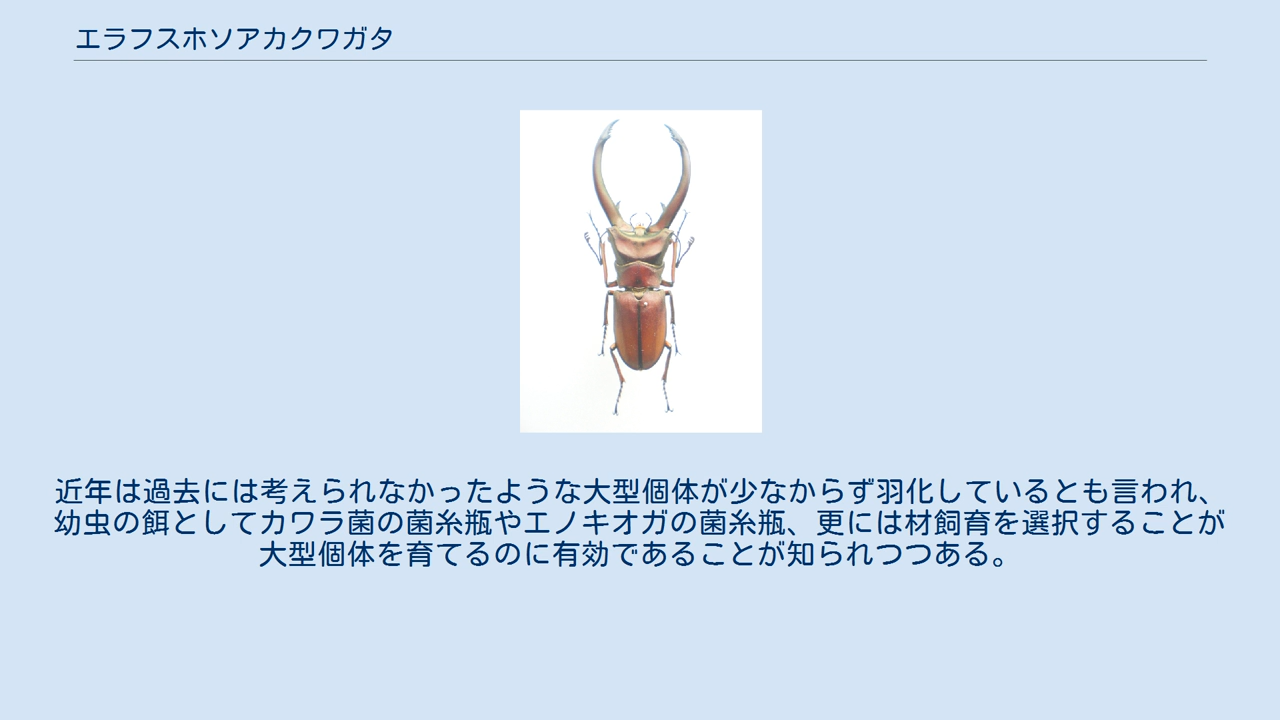 エラフスホソアカクワガタ
近年は過去には考えられなかったような大型個体が少なからず羽化しているとも言われ、
幼虫の餌としてカワラ菌の菌糸瓶やエノキオガの菌糸瓶、更には材飼育を選択することが
大型個体を育てるのに有効であることが知られつつある。